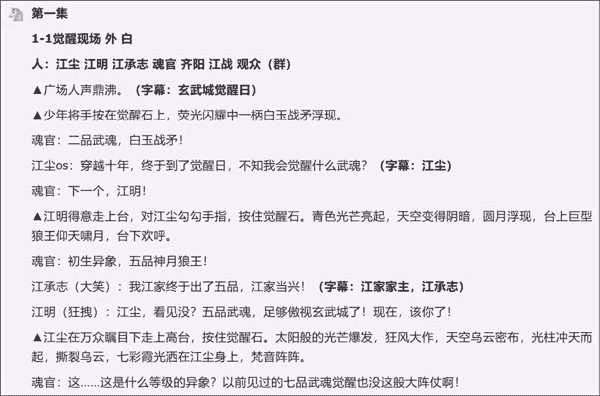 第一集
1-1觉醒现场 外 白
人：江尘 江明 江承志 魂官 齐阳 江战 观众（群）
▲广场人声鼎沸。（字幕：玄武城觉醒日）
▲少年将手按在觉醒石上，荧光闪耀中一柄白玉战矛浮现。
魂官：二品武魂，白玉战矛！
江尘os：穿越十年，终于到了觉醒日，不知我会觉醒什么武魂？（字幕：江尘）
魂官：下一个，江明！
▲江明得意走上台，对江尘勾勾手指，按住觉醒石。青色光芒亮起，天空变得阴暗，圆月浮现，台上巨型
狼王仰天啸月，台下欢呼。
魂官：初生异象，五品神月狼王！
江承志（大笑）：我江家终于出了五品，江家当兴！（字幕：江家家主，江承志）
江明（狂拽）：江尘，看见没？五品武魂，足够傲视玄武城了！现在，该你了！
▲江尘在万众瞩目下走上高台，按住觉醒石。太阳般的光芒爆发，狂风大作，天空乌云密布，光柱冲天而
起，撕裂乌云，七彩霞光洒在江尘身上，梵音阵阵。
魂官：这……这是什么等级的异象？以前见过的七品武魂觉醒也没这般大阵仗啊！